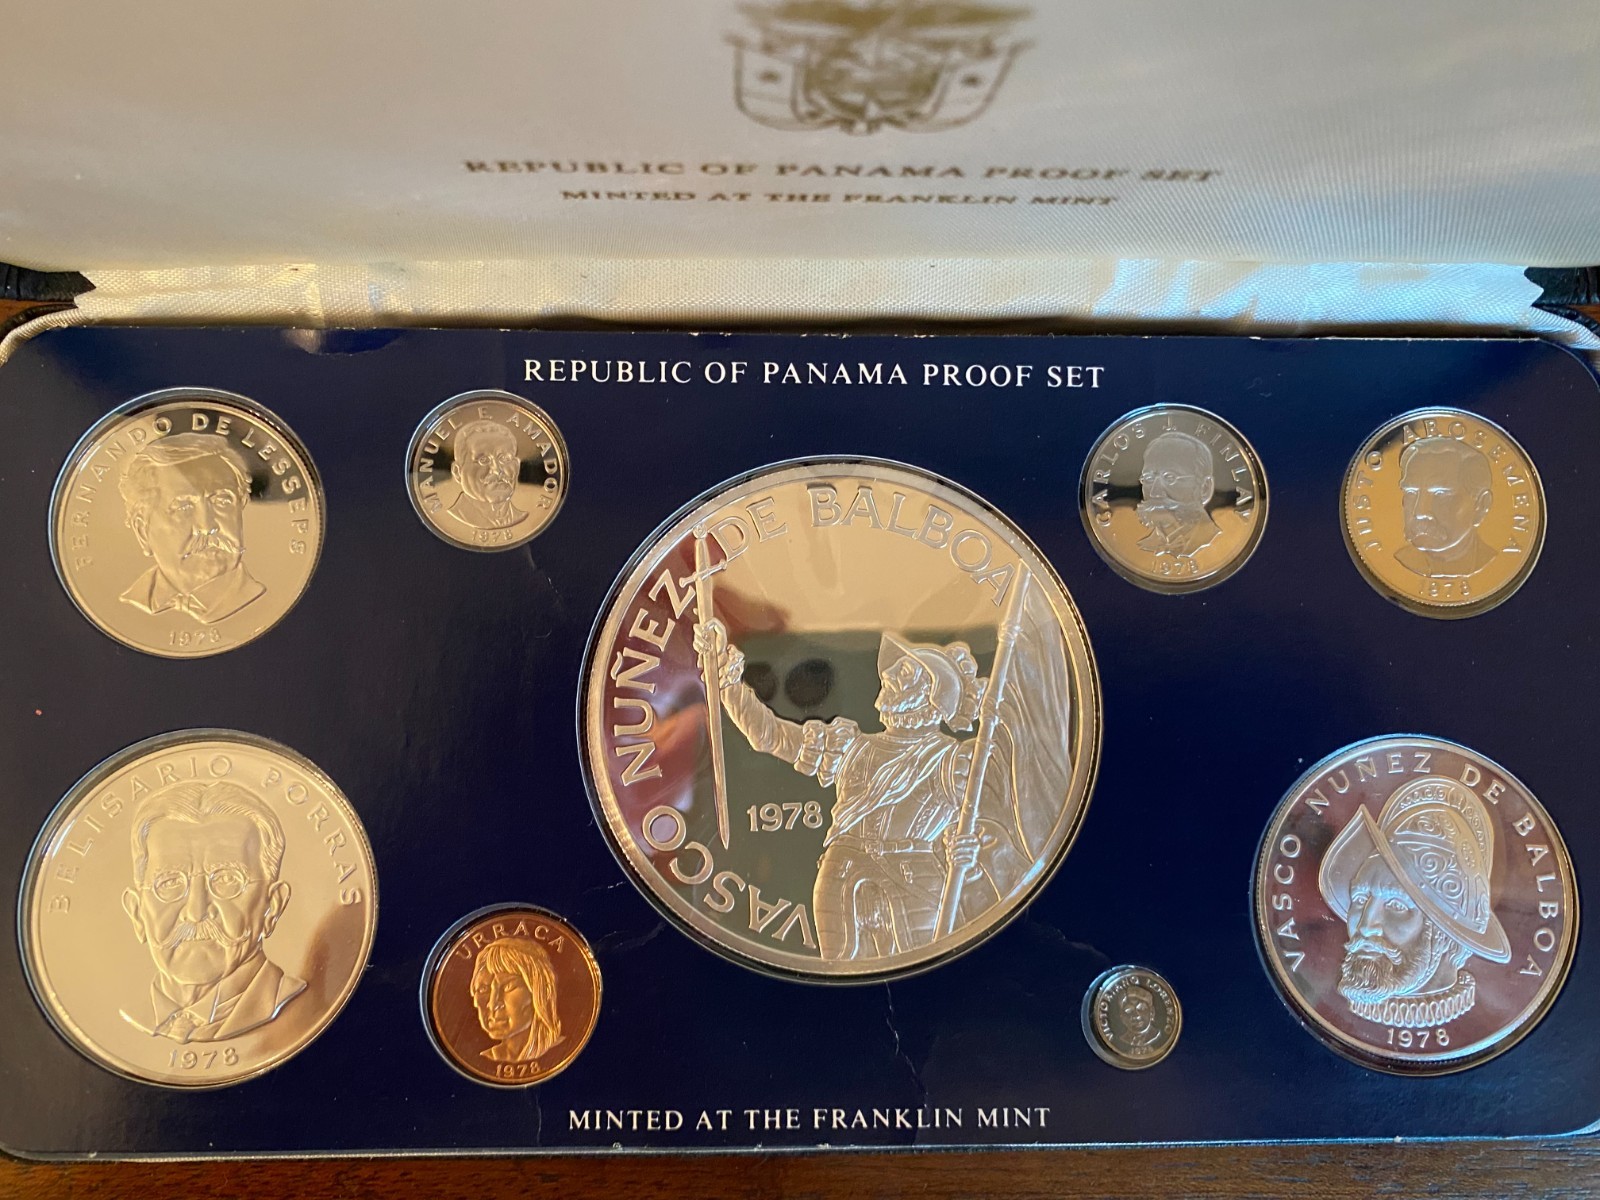 REPUBLIC OF PANAMA PROOF SET
MINTED AT THE FRANKLIN MINT
REPUBLIC OF PANAMA PROOF SET
FERNANDO DE LESSEPS
1978
MANUEL E. AMADOR
1978
VASCO NUÑEZ DE BALBOA
1978
CARLOS J. FINLAY
1978
JUSTO AROSEMENA
1978
BELISARIO PORRAS
1978
URRACA
1978
VICTORIANO LORENZO
VASCO NUÑEZ DE BALBOA
1978
MINTED AT THE FRANKLIN MINT